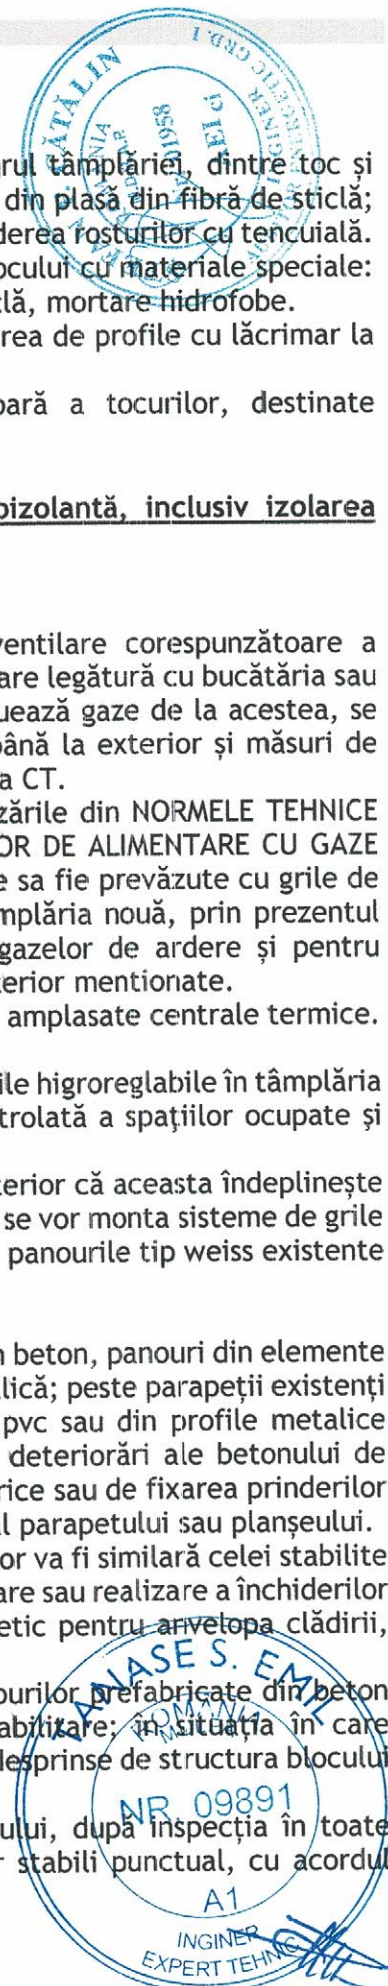 rul tâmplăriei, dintre toc și
din plasă din fibră de sticlă;
derea rosturilor cu tencuială.
ocului cu materiale speciale:
clă, mortare hidrofobe.
rea de profile cu lăcrimar la
oară a tocurilor, destinate
oizolantă, inclusiv izolarea
ventilare corespunzătoare a
are legătură cu bucătăria sau
uează gaze de la acestea, se
până la exterior și măsuri de
a CT.
zările din NORMELE TEHNICE
OR DE ALIMENTARE CU GAZE
e sa fie prevăzute cu grile de
mplăria nouă, prin prezentul
gazelor de ardere și pentru
terior mentionate.
amplasate centrale termice.
ile higroreglabile în tâmplăria
trolată a spațiilor ocupate și
terior că aceasta îndeplinește
se vor monta sisteme de grile
panourile tip weiss existente
n beton, panouri din elemente
lică; peste parapeții existenți
pvc sau din profile metalice
deteriorări ale betonului de
rice sau de fixarea prinderilor
l parapetului sau planșeului.
or va fi similară celei stabilite
are sau realizare a închiderilor
etic pentru anvelopa clădirii,
ourilor prefabricate din beton
abilitare; în situația în care
desprinse de structura blocului
ului, după inspecția în toate
r stabili punctual, cu acordul
TANASE S. EMIL
ROMÂNIA
NR. 09891
A1
INGINER
EXPERT TEHNIC